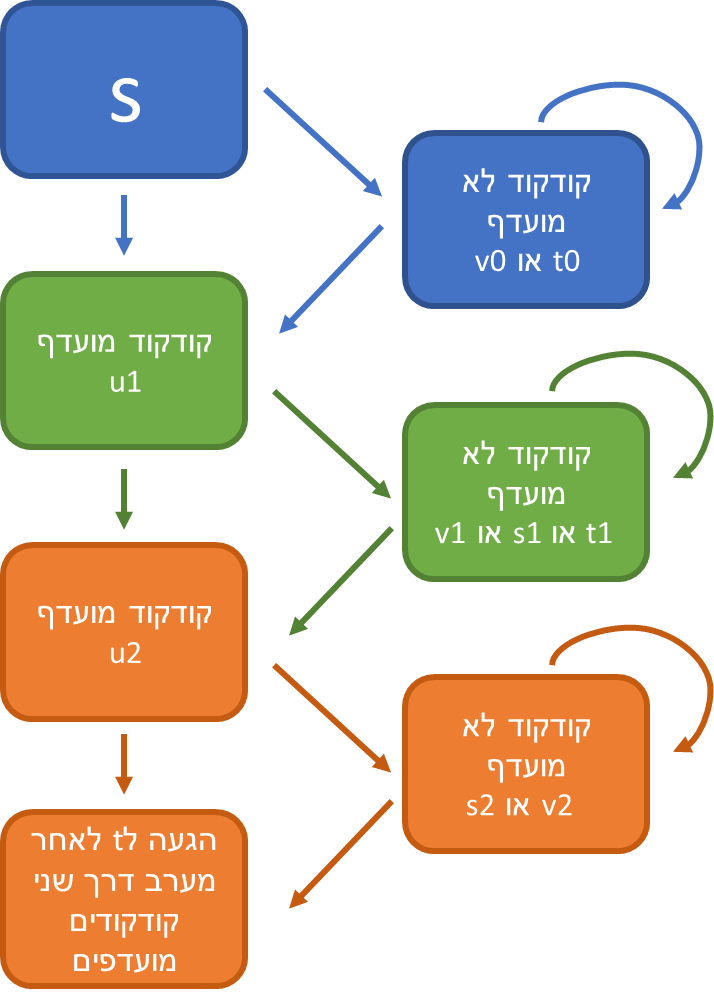 S
קודקוד לא
מועדף
v0 או t0
קודקוד מועדף
u1
קודקוד לא
מועדף
v1 או s1 או t1
קודקוד מועדף
u2
קודקוד לא
מועדף
s2 או v2
הגעה לt לאחר
מערב דרך שני
קודקודים
מועדפים